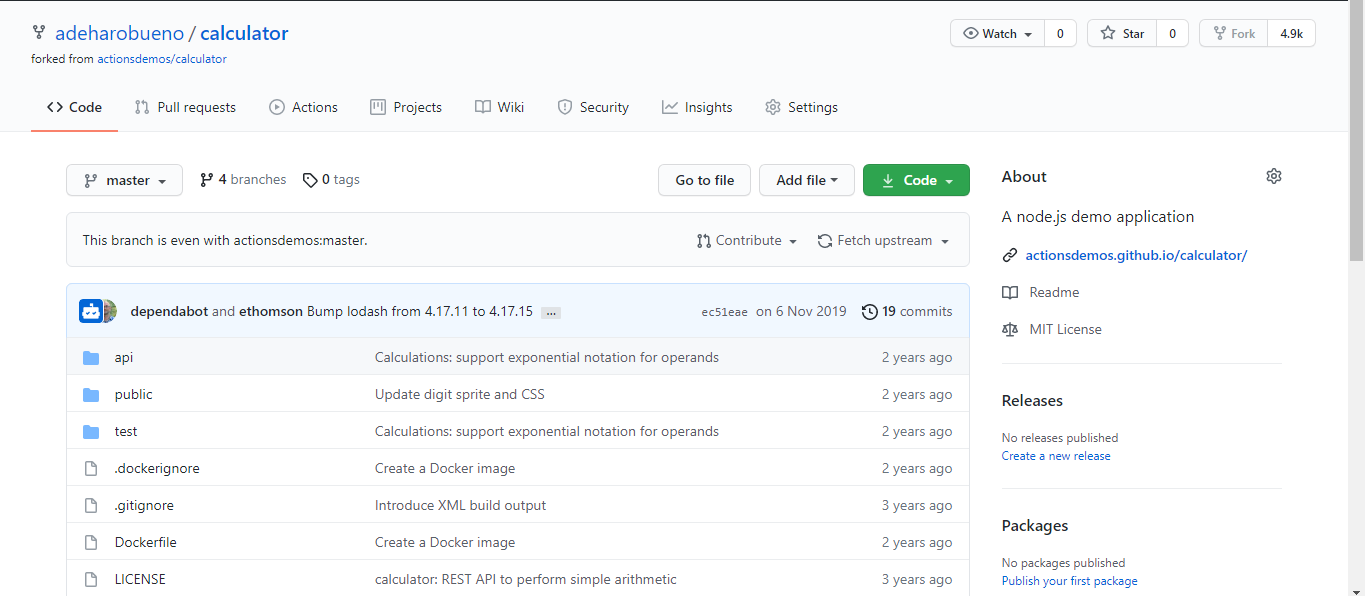 adeharobueno / calculator
forked from actionsdemos/calculator
Watch 0 Star 0 Fork 4.9k
Code Pull requests Actions Projects Wiki Security Insights Settings
master 4 branches 0 tags Go to file Add file Code
This branch is even with actionsdemos:master. Contribute Fetch upstream
dependabot and ethomson Bump lodash from 4.17.11 to 4.17.15 ... ec51eae on 6 Nov 2019 19 commits
api Calculations: support exponential notation for operands 2 years ago
public Update digit sprite and CSS 2 years ago
test Calculations: support exponential notation for operands 2 years ago
.dockerignore Create a Docker image 2 years ago
.gitignore Introduce XML build output 3 years ago
Dockerfile Create a Docker image 2 years ago
LICENSE calculator: REST API to perform simple arithmetic 3 years ago
About
A node.js demo application
actionsdemos.github.io/calculator/
Readme
MIT License
Releases
No releases published
Create a new release
Packages
No packages published
Publish your first package